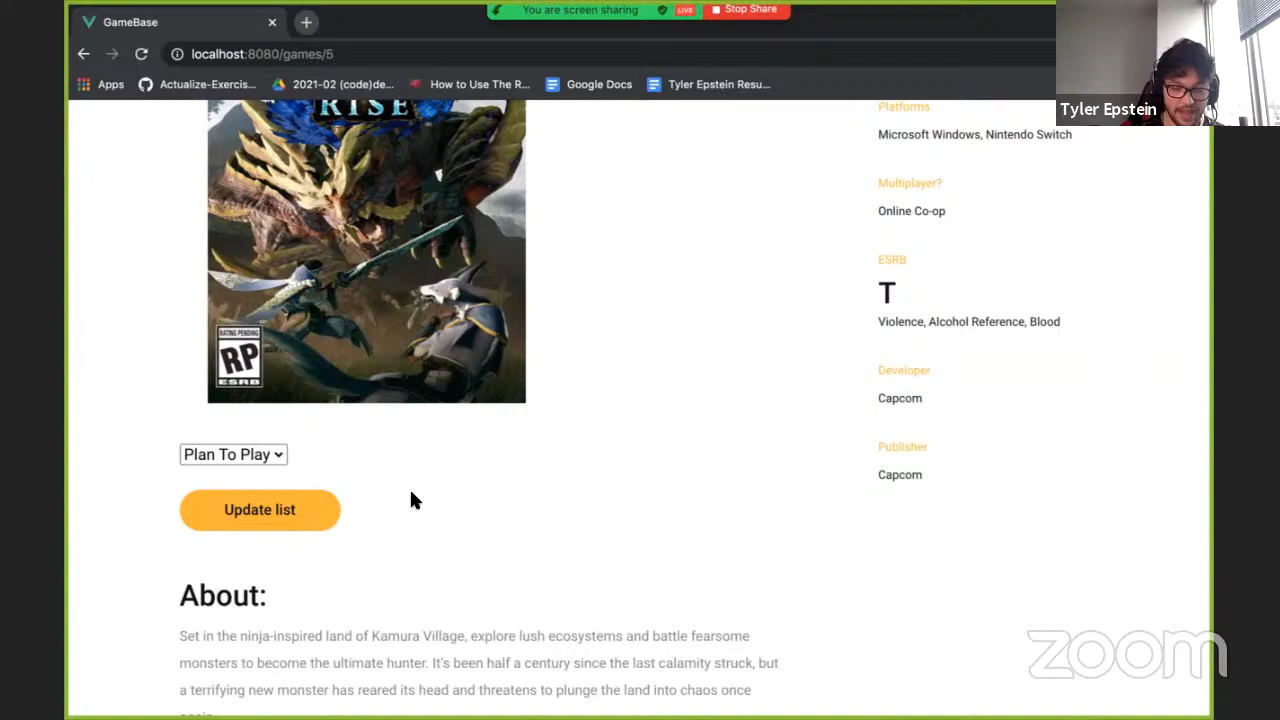 GameBase
You are screen sharing
LIVE
Stop Share
localhost:8080/games/5
Apps
Actualize-Exercis...
2021-02 (code)de...
How to Use The R...
Google Docs
Tyler Epstein Resu...
Tyler Epstein
RISE
Platforms
Microsoft Windows, Nintendo Switch
Multiplayer?
Online Co-op
ESRB
T
Violence, Alcohol Reference, Blood
RATING PENDING
RP
ESRB
Developer
Capcom
Publisher
Capcom
Plan To Play
Update list
About:
Set in the ninja-inspired land of Kamura Village, explore lush ecosystems and battle fearsome
monsters to become the ultimate hunter. It's been half a century since the last calamity struck, but
a terrifying new monster has reared its head and threatens to plunge the land into chaos once
zoom